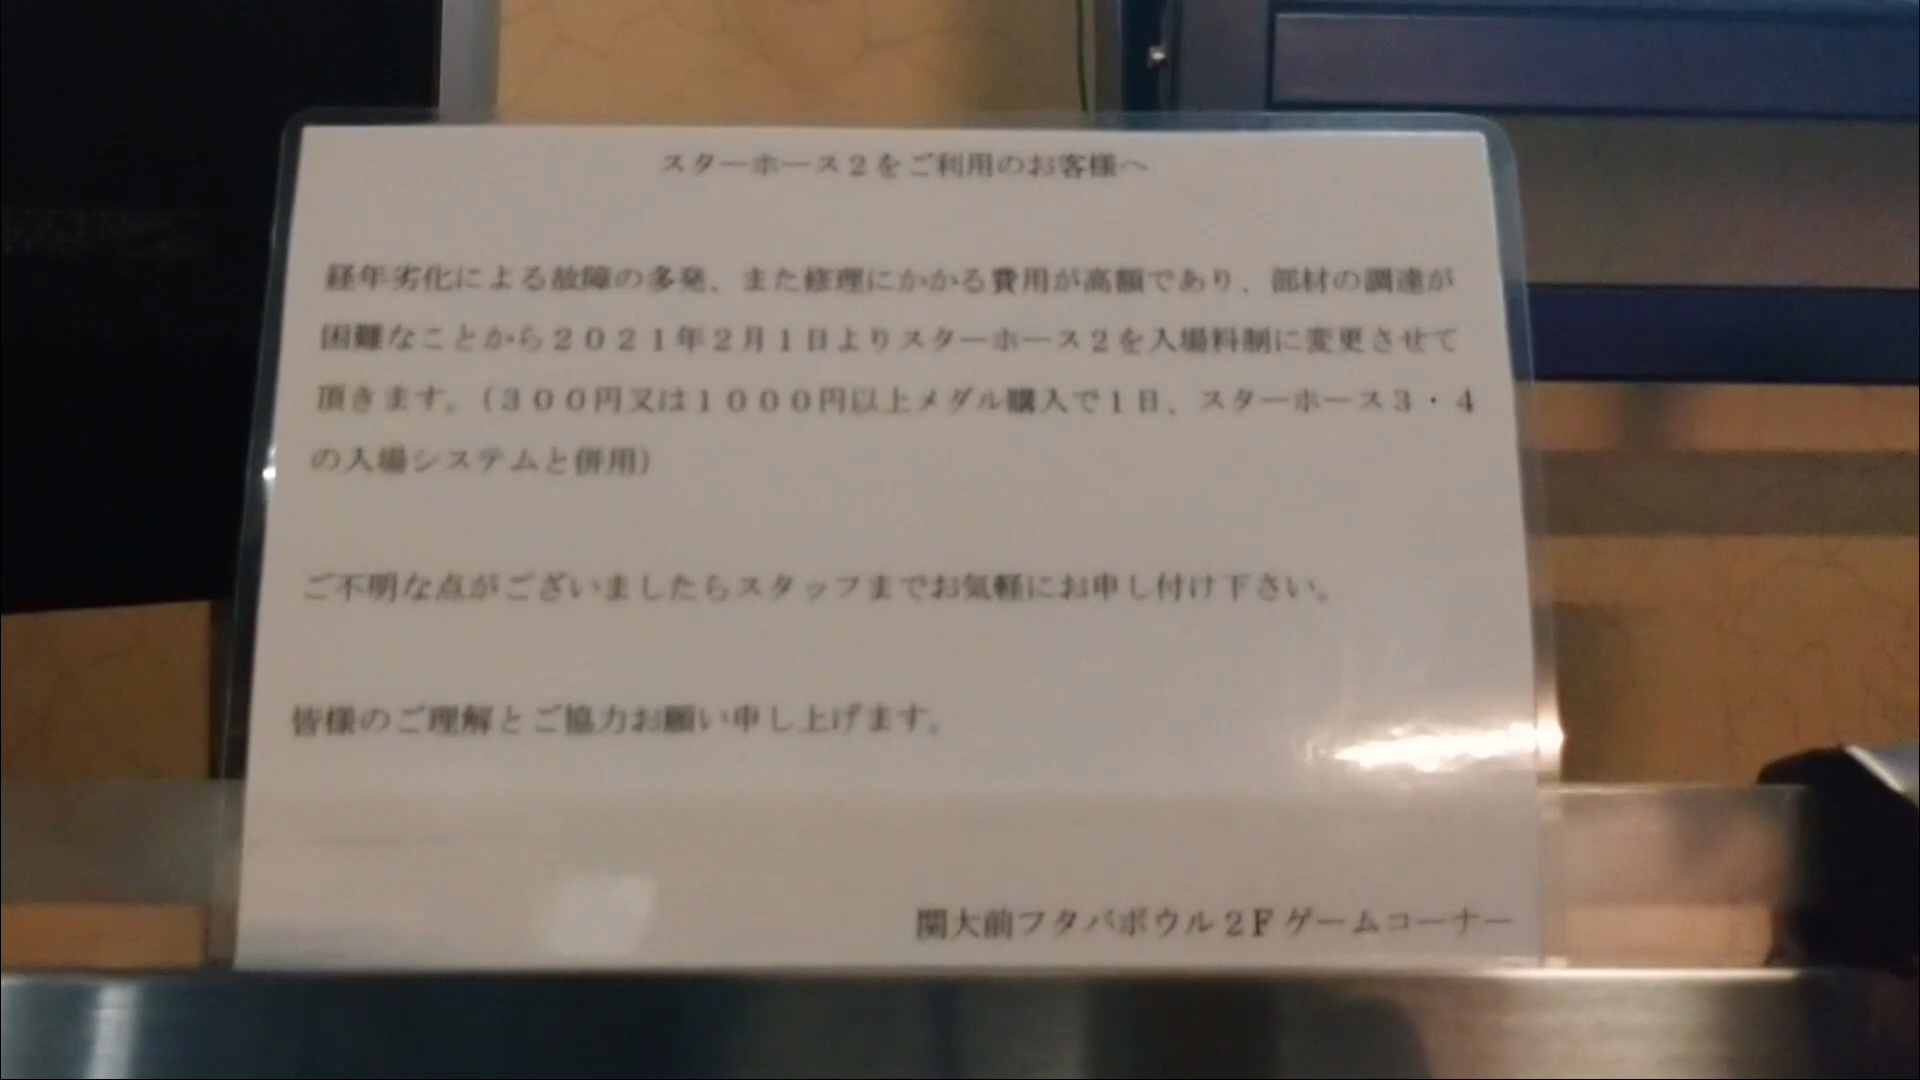 スターホース２をご利用のお客様へ
経年劣化による故障の多発、また修理にかかる費用が高額であり、部材の調達が
困難なことから２０２１年２月１日よりスターホース２を入場料制に変更させて
頂きます。（３００円又は１０００円以上メダル購入で１日、スターホース３・４
の入場システムと併用）
ご不明な点がございましたらスタッフまでお気軽にお申し付け下さい。
皆様のご理解とご協力お願い申し上げます。
関大前フタバボウル２Ｆゲームコーナー